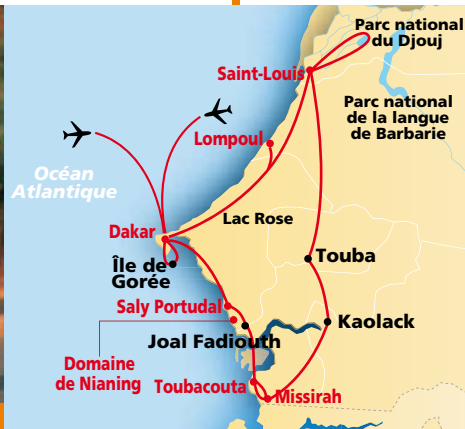 Parc national
du Djouj
Saint-Louis
Parc national
de la langue
de Barbarie
Lompoul
Océan
Atlantique
Lac Rose
Dakar
Île de
Gorée
Touba
Saly Portudal
Kaolack
Joal Fadiouth
Domaine
de Nianing
Toubacouta
Missirah